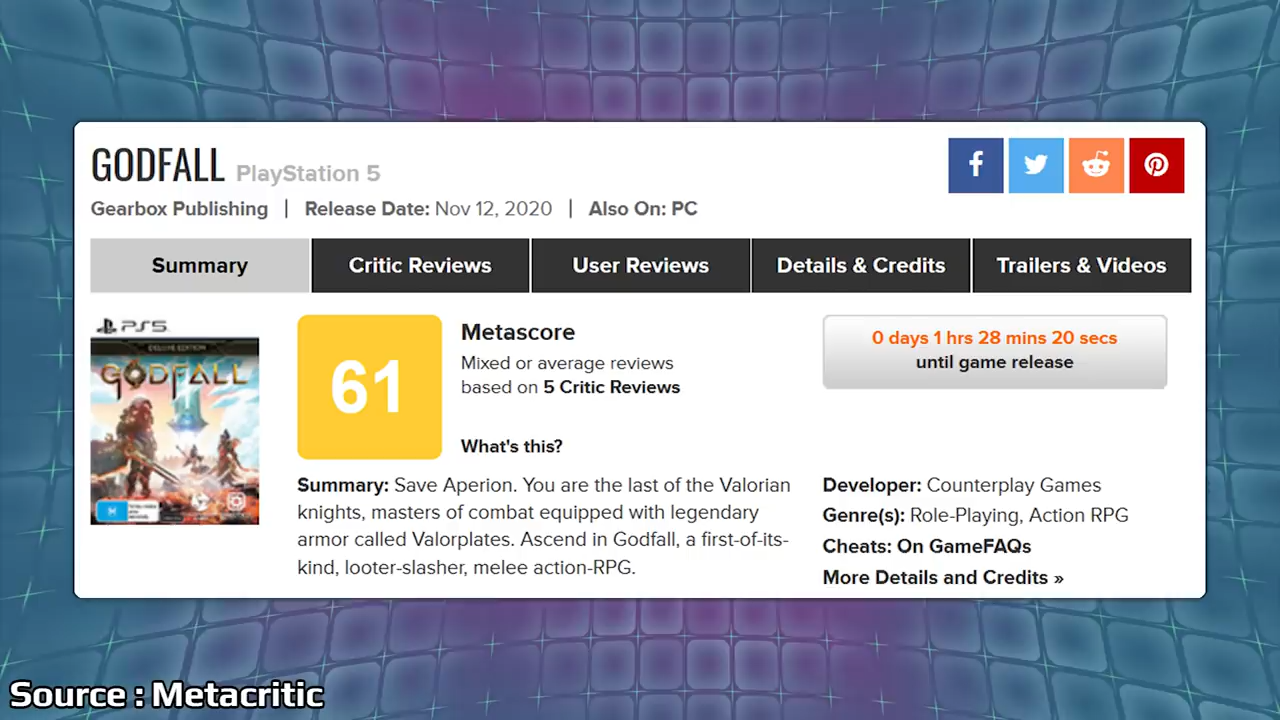 GODFALL PlayStation 5
Gearbox Publishing | Release Date: Nov 12, 2020 | Also On: PC
Summary
Critic Reviews
User Reviews
Details & Credits
Trailers & Videos
PS5
DELUXE EDITION
GODFALL
M
61
Metascore
Mixed or average reviews
based on 5 Critic Reviews
What's this?
0 days 1 hrs 28 mins 20 secs
until game release
Summary: Save Aperion. You are the last of the Valorian
knights, masters of combat equipped with legendary
armor called Valorplates. Ascend in Godfall, a first-of-its-
kind, looter-slasher, melee action-RPG.
Developer: Counterplay Games
Genre(s): Role-Playing, Action RPG
Cheats: On GameFAQs
More Details and Credits »
Source : Metacritic